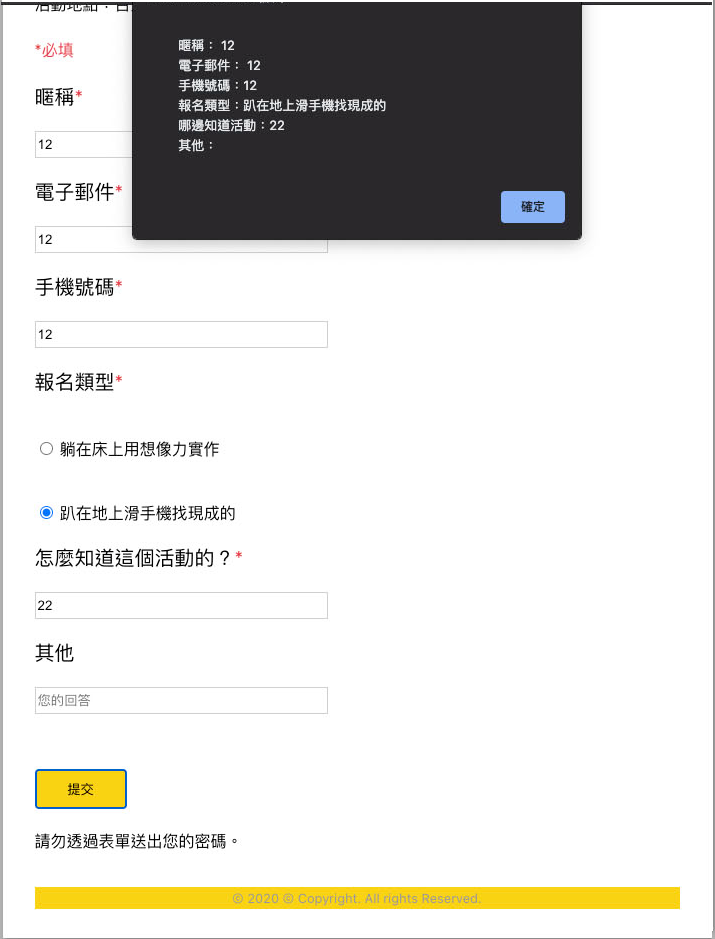 活動地點：台
*必填
暱稱： 12
電子郵件： 12
手機號碼：12
報名類型：趴在地上滑手機找現成的
哪邊知道活動：22
其他：
確定
暱稱*
12
電子郵件*
12
手機號碼*
12
報名類型*
躺在床上用想像力實作
趴在地上滑手機找現成的
怎麼知道這個活動的？*
22
其他
您的回答
提交
請勿透過表單送出您的密碼。
© 2020 © Copyright. All rights Reserved.